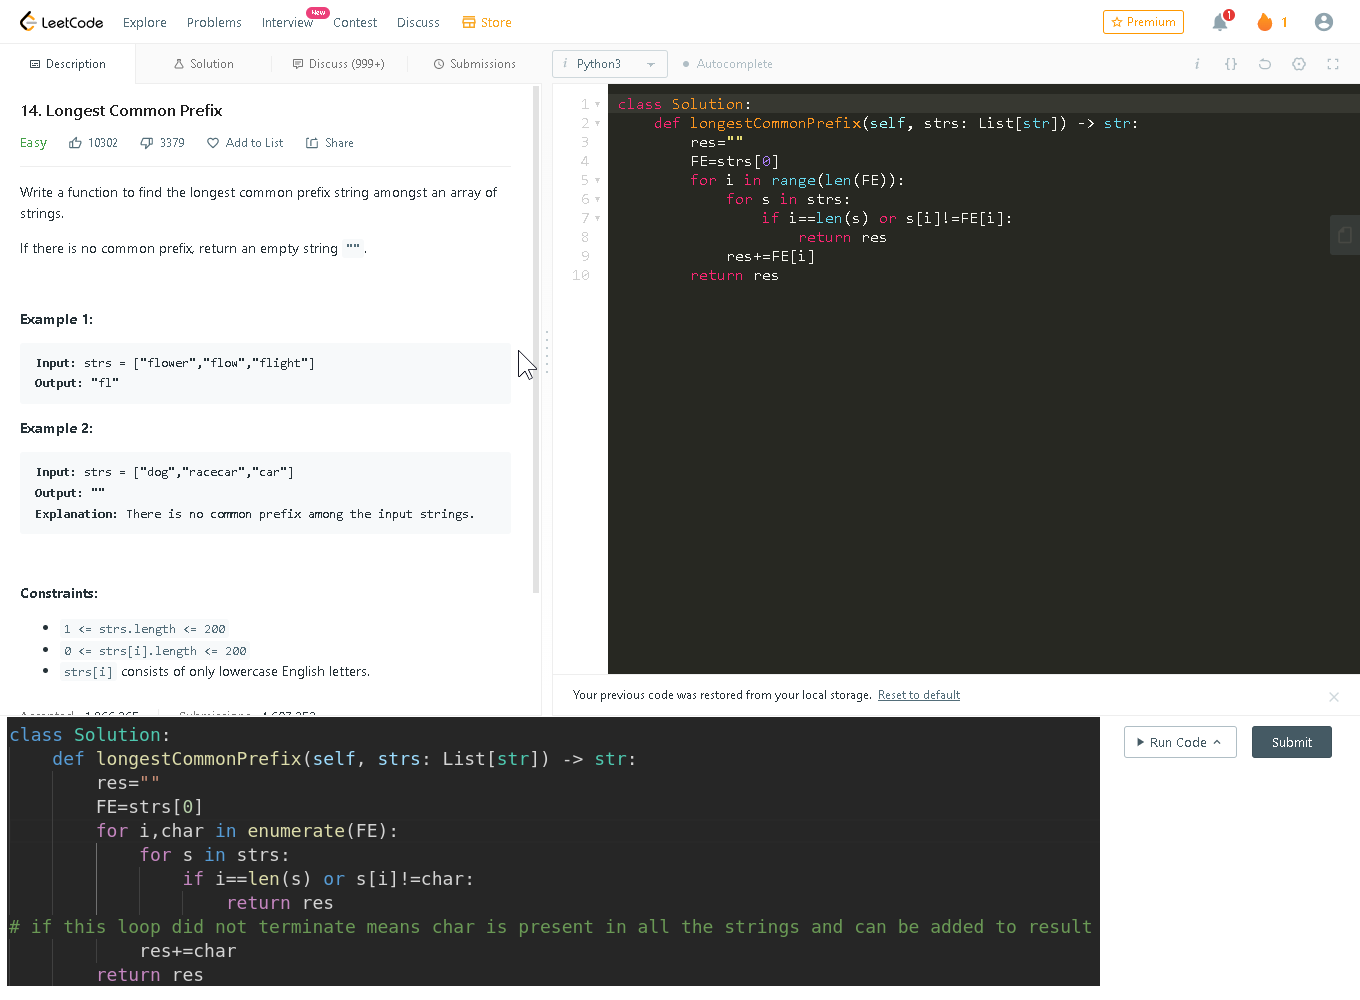 LeetCode Explore Problems Interview New Contest Discuss Store Premium 1 1
Description Solution Discuss (999+) Submissions i Python3 Autocomplete i {}
14. Longest Common Prefix
Easy 10302 3379 Add to List Share
Write a function to find the longest common prefix string amongst an array of
strings.
If there is no common prefix, return an empty string "".
Example 1:
Input: strs = ["flower","flow","flight"]
Output: "fl"
Example 2:
Input: strs = ["dog","racecar","car"]
Output: ""
Explanation: There is no common prefix among the input strings.
Constraints:
1 <= strs.length <= 200
0 <= strs[i].length <= 200
strs[i] consists of only lowercase English letters.
1 class Solution:
2 def longestCommonPrefix(self, strs: List[str]) -> str:
3 res=""
4 FE=strs[0]
5 for i in range(len(FE)):
6 for s in strs:
7 if i==len(s) or s[i]!=FE[i]:
8 return res
9 res+=FE[i]
10 return res
Your previous code was restored from your local storage. Reset to default
Run Code Submit
class Solution:
def longestCommonPrefix(self, strs: List[str]) -> str:
res=""
FE=strs[0]
for i,char in enumerate(FE):
for s in strs:
if i==len(s) or s[i]!=char:
return res
# if this loop did not terminate means char is present in all the strings and can be added to result
res+=char
return res